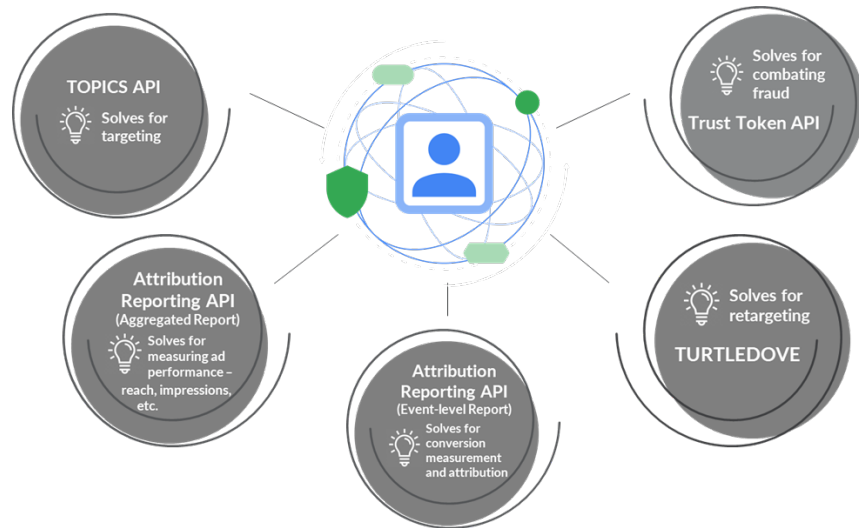 TOPICS API
Solves for
targeting
Solves for
combating
fraud
Trust Token API
Attribution
Reporting API
(Aggregated Report)
Solves for
measuring ad
performance –
reach, impressions,
etc.
Attribution
Reporting API
(Event-level Report)
Solves for
conversion
measurement
and attribution
Solves for
retargeting
TURTLEDOVE